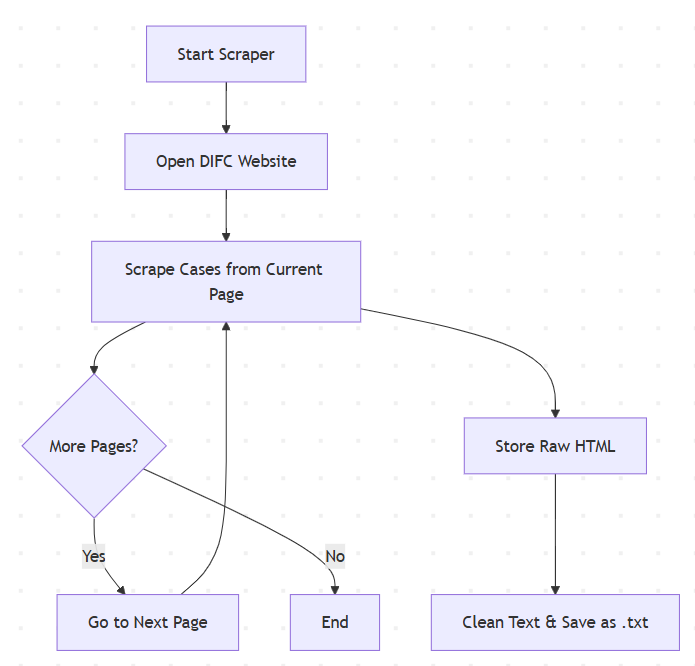 Start Scraper
Open DIFC Website
Scrape Cases from Current
Page
More Pages?
Store Raw HTML
Yes
No
Go to Next Page
End
Clean Text & Save as .txt